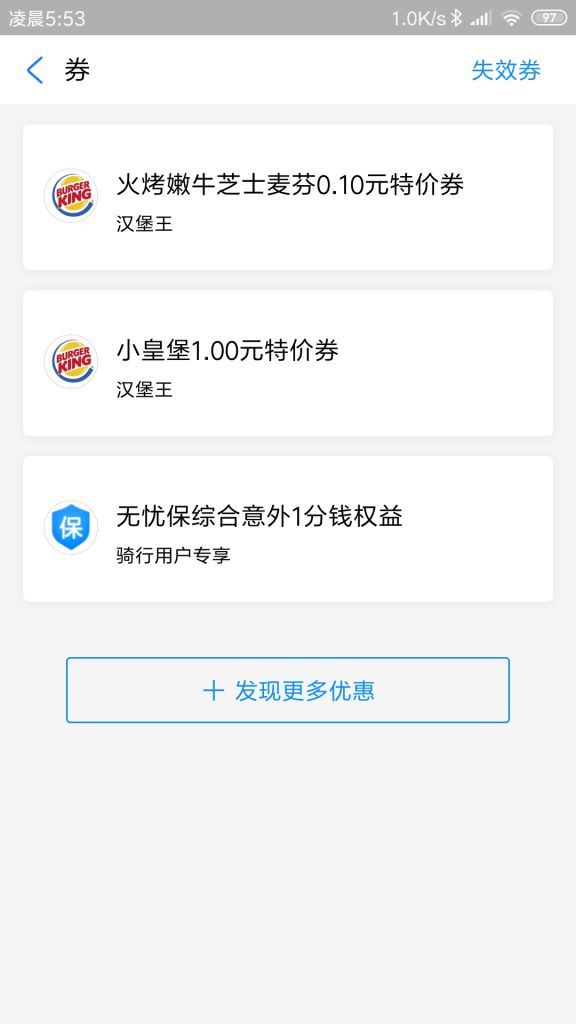 凌晨5:53
1.0K/s
97
券
失效券
BURGER
KING
火烤嫩牛芝士麦芬0.10元特价券
汉堡王
BURGER
KING
小皇堡1.00元特价券
汉堡王
保
无忧保综合意外1分钱权益
骑行用户专享
+ 发现更多优惠